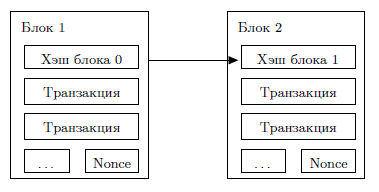 Блок 1
Хэш блока 0
Транзакция
Транзакция
... Nonce
Блок 2
Хэш блока 1
Транзакция
Транзакция
... Nonce